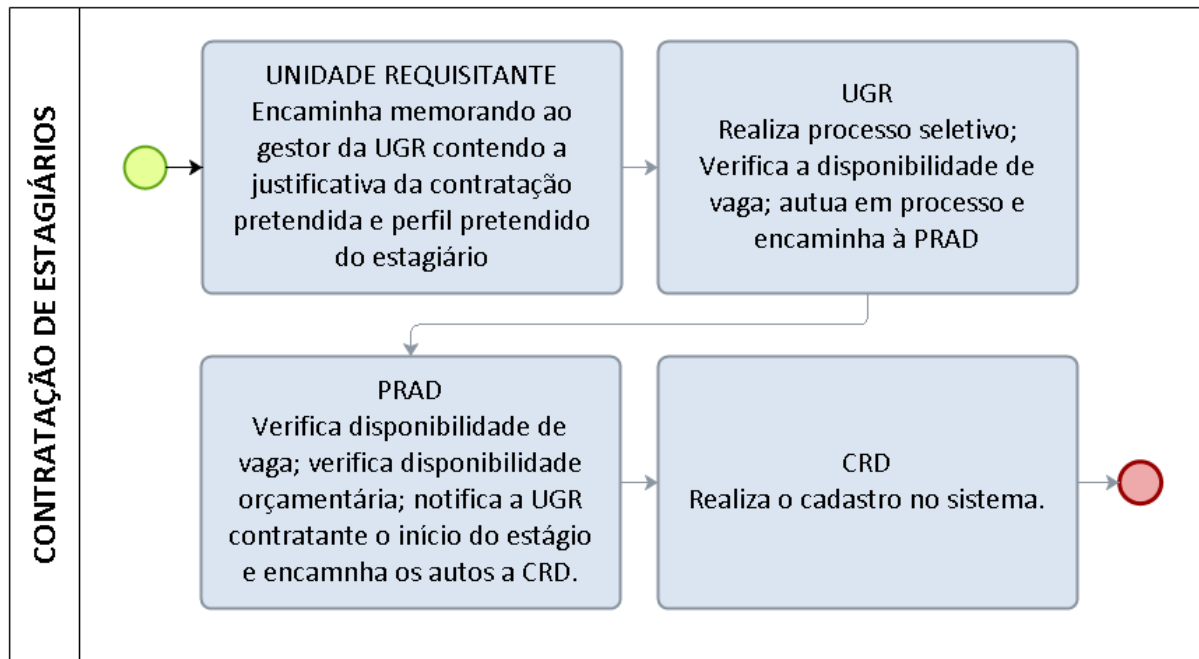 CONTRATAÇÃO DE ESTAGIÁRIOS
UNIDADE REQUISITANTE
Encaminha memorando ao
gestor da UGR contendo a
justificativa da contratação
pretendida e perfil pretendido
do estagiário
UGR
Realiza processo seletivo;
Verifica a disponibilidade de
vaga; autua em processo e
encaminha à PRAD
PRAD
Verifica disponibilidade de
vaga; verifica disponibilidade
orçamentária; notifica a UGR
contratante o início do estágio
e encamnha os autos a CRD.
CRD
Realiza o cadastro no sistema.